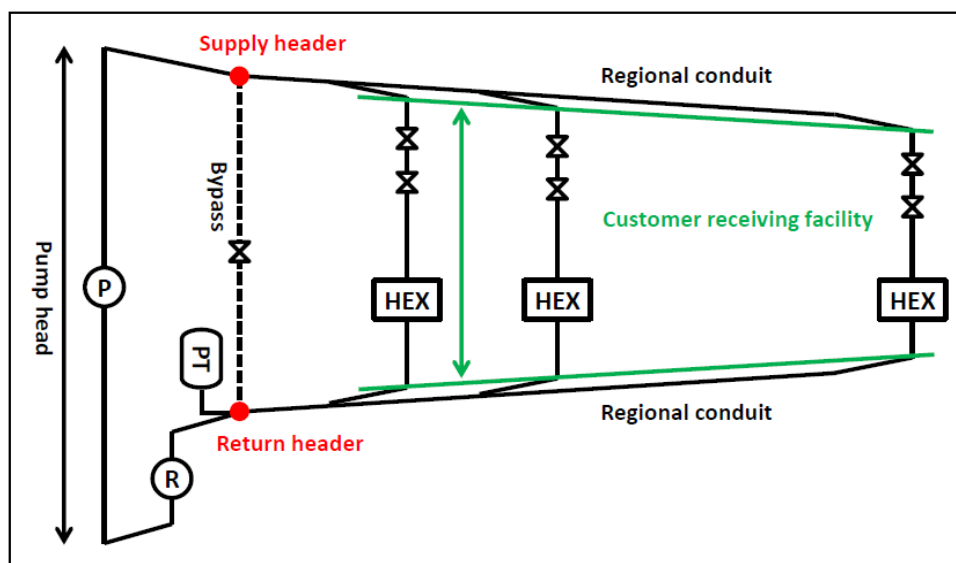 Supply header
Regional conduit
Bypass
Customer receiving facility
Pump head
P
HEX
HEX
HEX
PT
Regional conduit
Return header
R